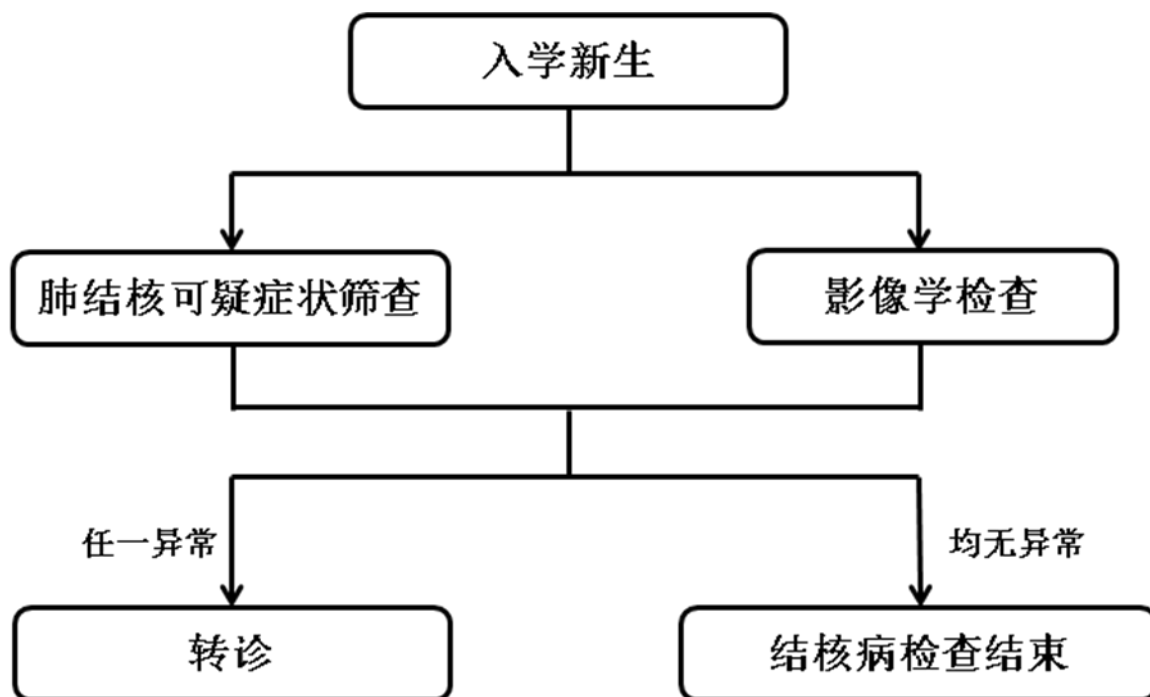 入学新生
肺结核可疑症状筛查
影像学检查
任一异常
均无异常
转诊
结核病检查结束